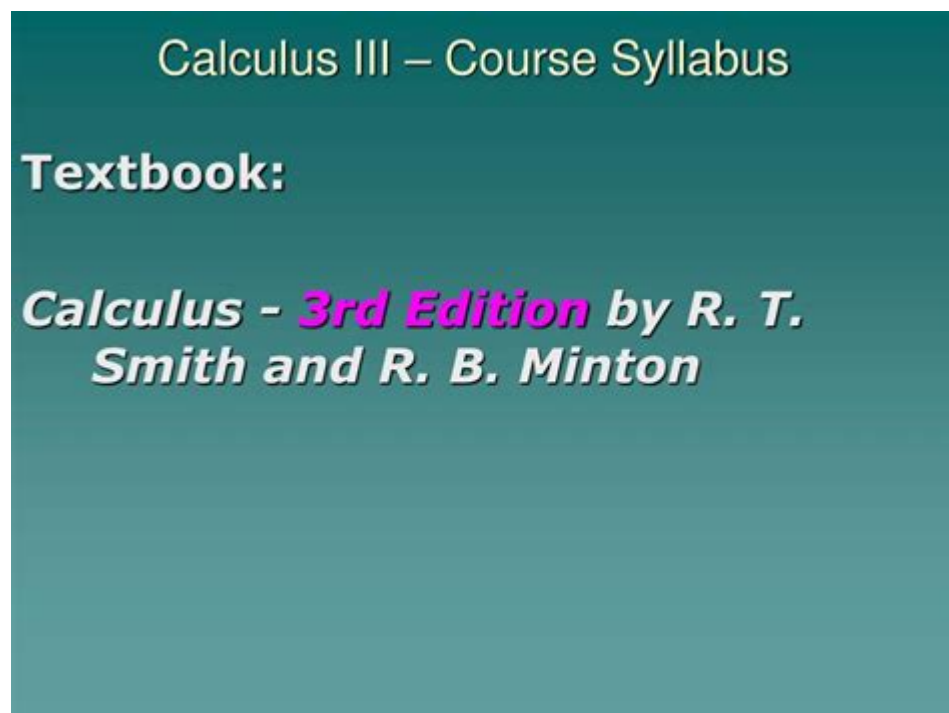 Calculus III – Course Syllabus
Textbook:
Calculus - 3rd Edition by R. T.
Smith and R. B. Minton